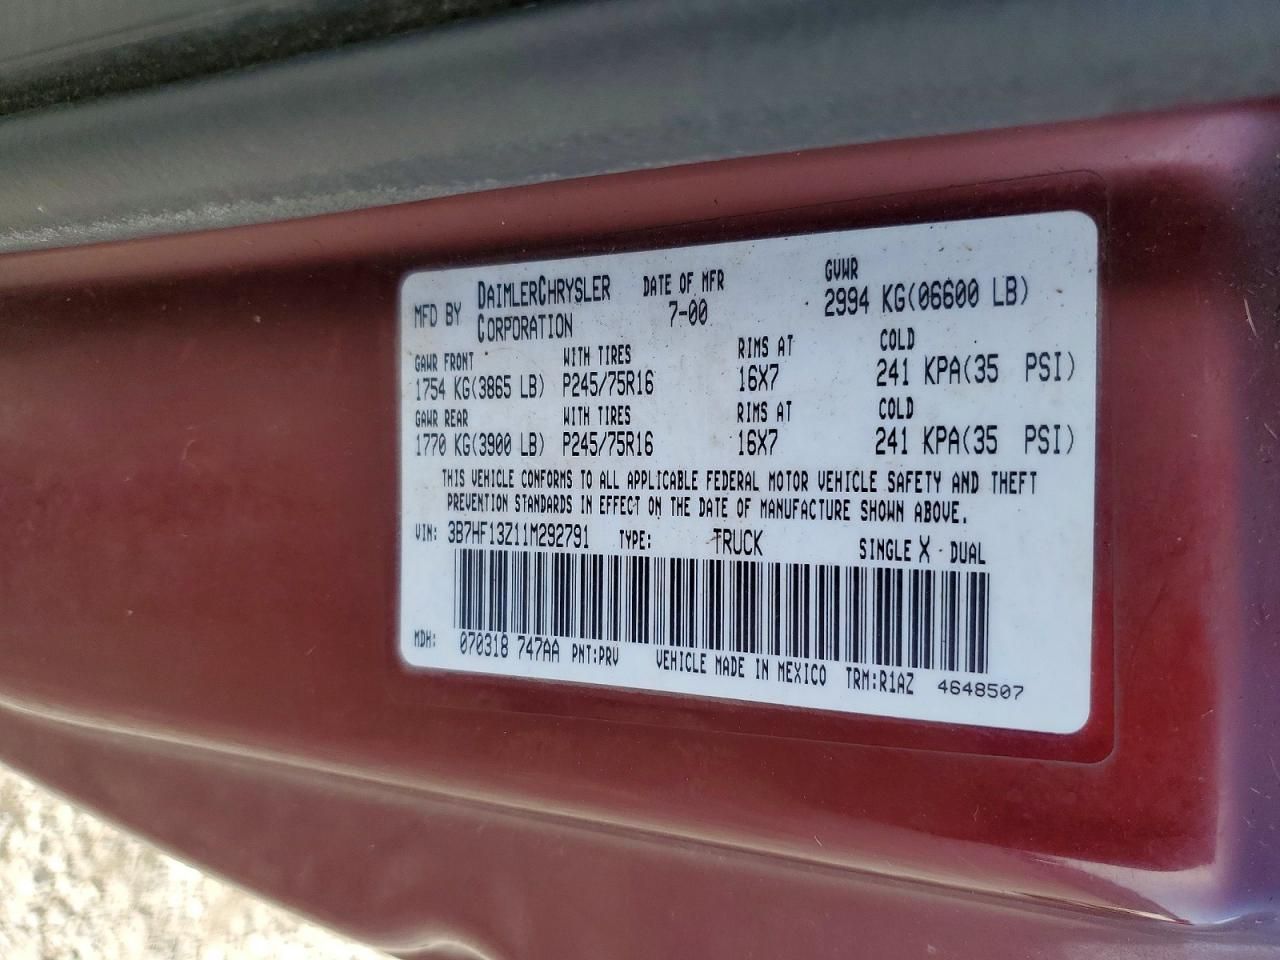 MFD BY DAIMLERCHRYSLER CORPORATION DATE OF MFR 7-00 GVWR 2994 KG(06600 LB)
GAWR FRONT WITH TIRES RIMS AT COLD
1754 KG(3865 LB) P245/75R16 16X7 241 KPA(35 PSI)
GAWR REAR WITH TIRES RIMS AT COLD
1770 KG(3900 LB) P245/75R16 16X7 241 KPA(35 PSI)
THIS VEHICLE CONFORMS TO ALL APPLICABLE FEDERAL MOTOR VEHICLE SAFETY AND THEFT
PREVENTION STANDARDS IN EFFECT ON THE DATE OF MANUFACTURE SHOWN ABOVE.
VIN: 3B7HF13Z11M292791 TYPE: TRUCK SINGLE X DUAL
MDH: 070318 747AA PNT:PRV VEHICLE MADE IN MEXICO TRM:R1AZ 4648507